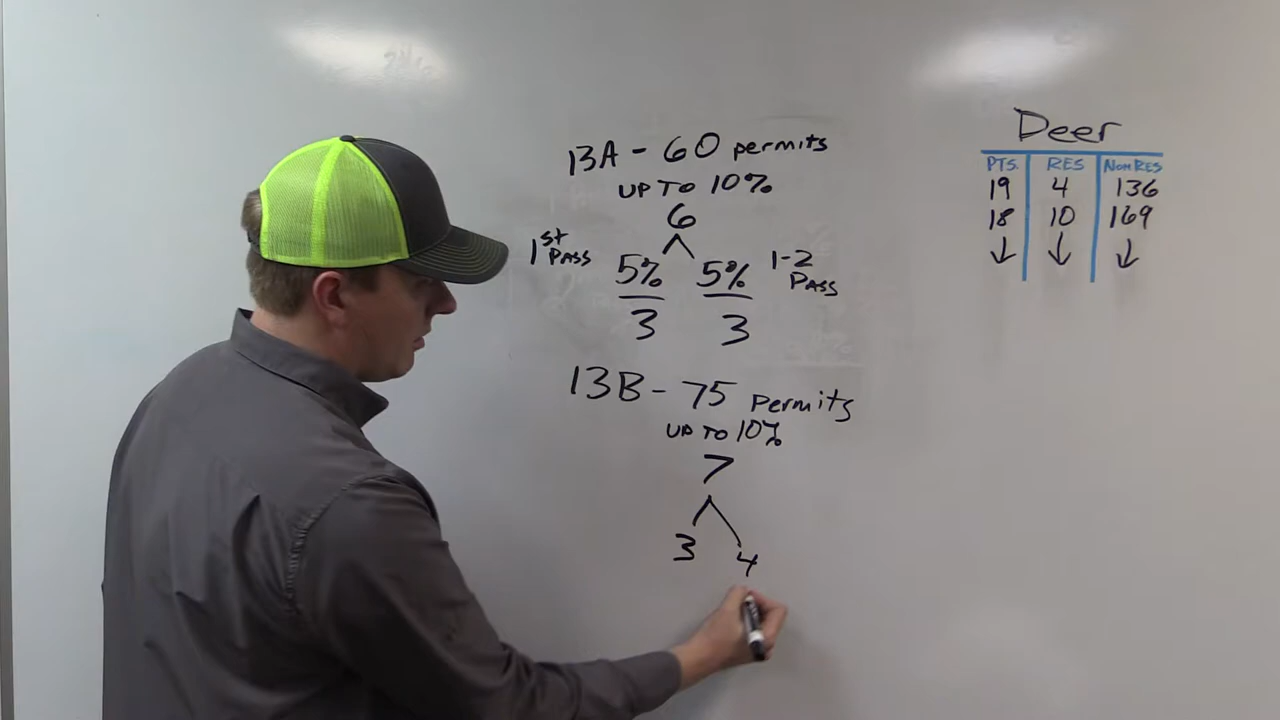 13A - 60 permits
UP TO 10%
6
1st PASS
5%
3
5%
3
1-2 PASS
13B - 75 Permits
UP TO 10%
7
3 4
Deer
PTS. RES NON RES
19 4 136
18 10 169
↓ ↓ ↓